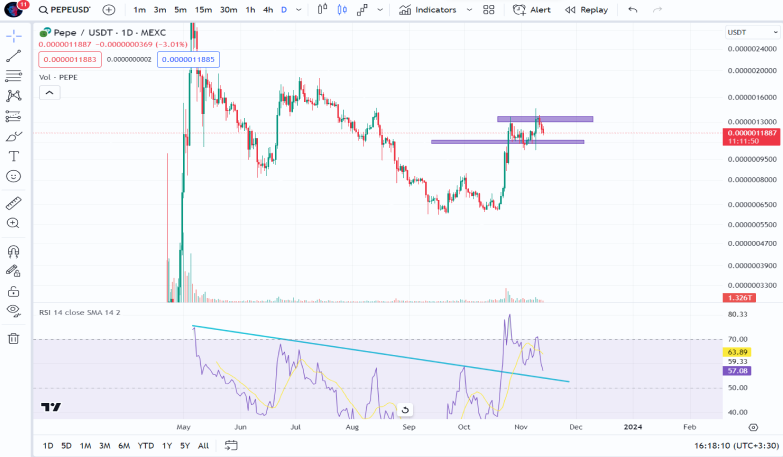 11
PEPEUSD
1m 3m 5m 15m 30m 1h 4h D Indicators Alert Replay
Pepe / USDT · 1D · MEXC
0.0000011887 −0.0000000369 (−3.01%)
0.0000011883 0.0000000002 0.0000011885
Vol · PEPE
USDT
0.0000024000
0.0000020000
0.0000016000
0.0000013000
0.0000011887
11:11:50
0.0000009500
0.0000008000
0.0000006500
0.0000005500
0.0000004700
0.0000003900
0.0000003300
1.326T
RSI 14 close SMA 14 2
80.33
70.00
63.89
59.33
57.08
50.00
40.00
May Jun Jul Aug Sep Oct Nov Dec 2024 Feb
1D 5D 1M 3M 6M YTD 1Y 5Y All
16:18:10 (UTC+3:30)